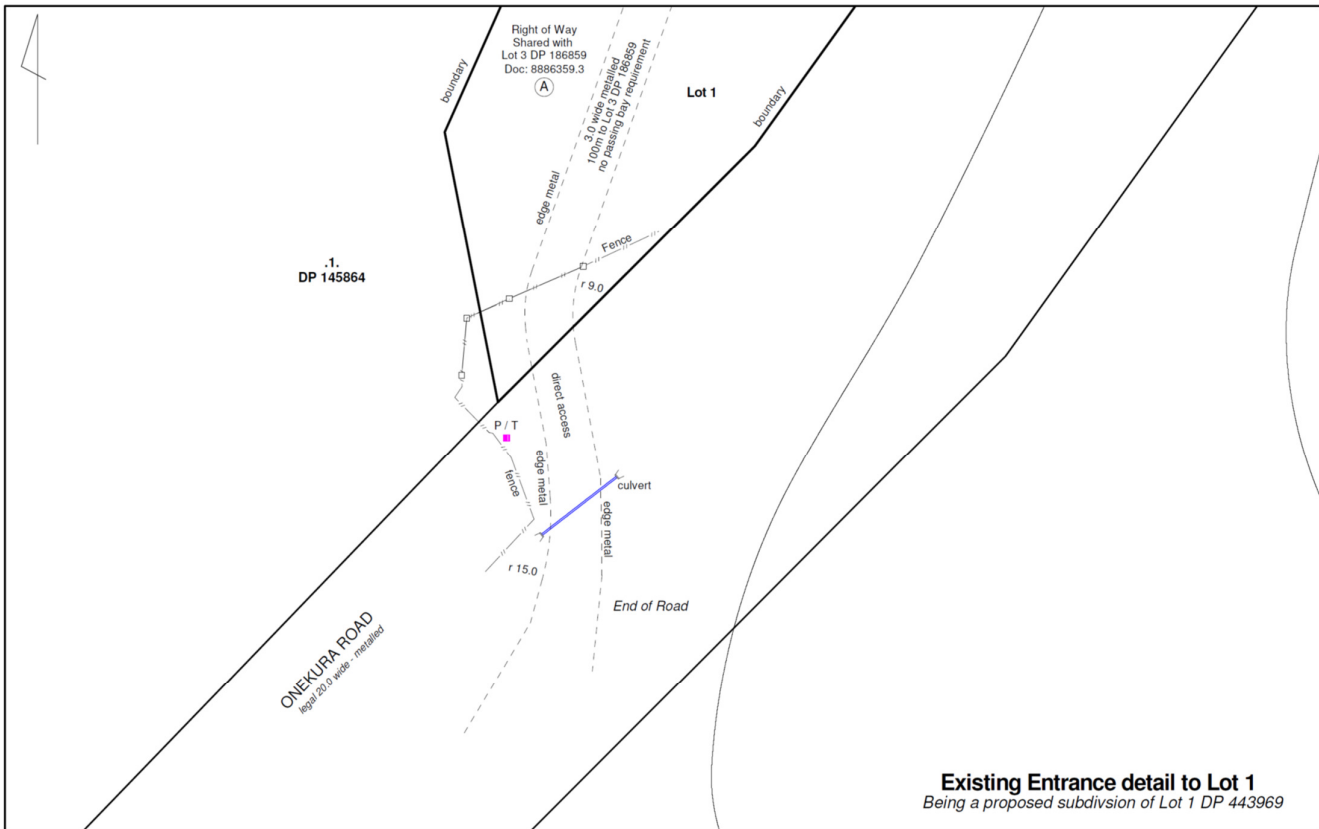 Right of Way
Shared with
Lot 3 DP 186859
Doc: 8886359.3
A
boundary
3.0 wide metalled
100m to Lot 3 DP 186859
no passing bay requirement
Lot 1
boundary
edge metal
Fence
.1.
DP 145864
r 9.0
direct access
P / T
edge metal
fence
culvert
edge metal
r 15.0
End of Road
ONEKURA ROAD
legal 20.0 wide - metalled
Existing Entrance detail to Lot 1
Being a proposed subdivsion of Lot 1 DP 443969